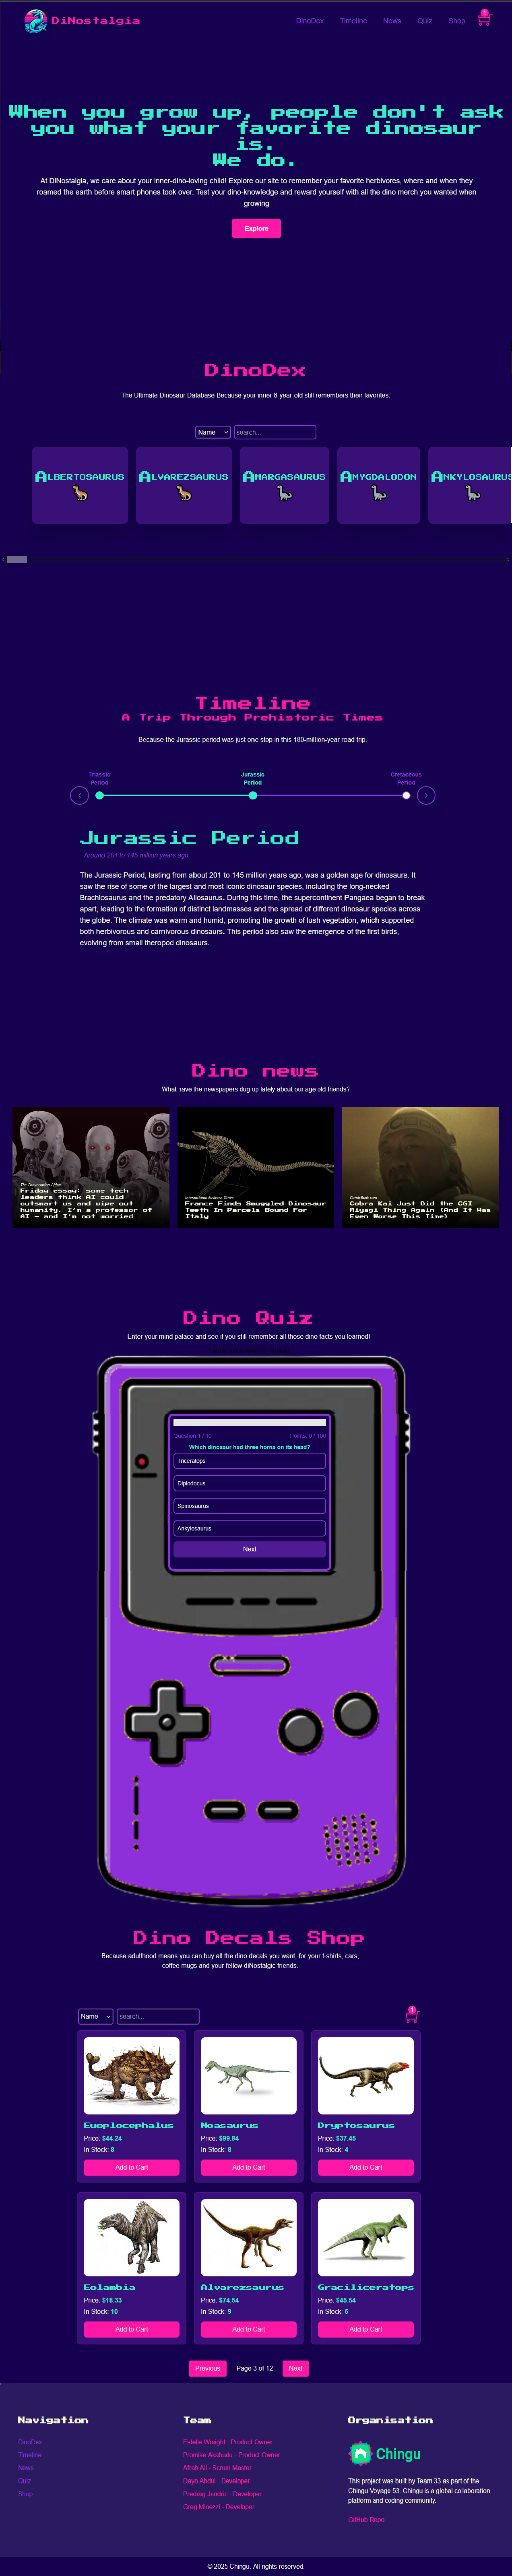 DiNostalgia
DinoDex Timeline News Quiz Shop 1
When you grow up, people don't ask
you what your favorite dinosaur
is.
We do.
At DiNostalgia, we care about your inner-dino-loving child! Explore our site to remember your favorite herbivores, where and when they
roamed the earth before smart phones took over. Test your dino-knowledge and reward yourself with all the dino merch you wanted when
growing
Explore
DinoDex
The Ultimate Dinosaur Database Because your inner 6-year-old still remembers their favorites.
Name search...
Albertosaurus Alvarezsaurus Amargasaurus Amygdalodon Ankylosaurus
Timeline
A Trip Through Prehistoric Times
Because the Jurassic period was just one stop in this 180-million-year road trip.
Triassic Jurassic Cretaceous
Period Period Period
Jurassic Period
- Around 201 to 145 million years ago
The Jurassic Period, lasting from about 201 to 145 million years ago, was a golden age for dinosaurs. It
saw the rise of some of the largest and most iconic dinosaur species, including the long-necked
Brachiosaurus and the predatory Allosaurus. During this time, the supercontinent Pangaea began to break
apart, leading to the formation of distinct landmasses and the spread of different dinosaur species across
the globe. The climate was warm and humid, promoting the growth of lush vegetation, which supported
both herbivorous and carnivorous dinosaurs. This period also saw the emergence of the first birds,
evolving from small theropod dinosaurs.
Dino news
What have the newspapers dug up lately about our age old friends?
The Conversation Africa
Friday essay: some tech
leaders think AI could
outsmart us and wipe out
humanity. I'm a professor of
AI – and I'm not worried
International Business Times
France Finds Smuggled Dinosaur
Teeth In Parcels Bound For
Italy
ComicBook.com
Cobra Kai Just Did the CGI
Miyagi Thing Again (And It Was
Even Worse This Time)
Dino Quiz
Enter your mind palace and see if you still remember all those dino facts you learned!
Question 1 / 10 Points: 0 / 100
Which dinosaur had three horns on its head?
Triceratops
Diplodocus
Spinosaurus
Ankylosaurus
Next
Dino Decals Shop
Because adulthood means you can buy all the dino decals you want, for your t-shirts, cars,
coffee mugs and your fellow diNostalgic friends.
Name search... 1
Euoplocephalus Noasaurus Dryptosaurus
Price: $44.24 Price: $99.84 Price: $37.45
In Stock: 8 In Stock: 8 In Stock: 4
Add to Cart Add to Cart Add to Cart
Eolambia Alvarezsaurus Graciliceratops
Price: $18.33 Price: $74.54 Price: $45.54
In Stock: 10 In Stock: 9 In Stock: 5
Add to Cart Add to Cart Add to Cart
Previous Page 3 of 12 Next
Navigation
DinoDex
Timeline
News
Quiz
Shop
Team
Estelle Wraight - Product Owner
Promise Akabudu - Product Owner
Afrah Ali - Scrum Master
Dayo Abdul - Developer
Predrag Jandric - Developer
Greg Minezzi - Developer
Organisation
Chingu
This project was built by Team 33 as part of the
Chingu Voyage 53. Chingu is a global collaboration
platform and coding community.
GitHub Repo
© 2025 Chingu. All rights reserved.